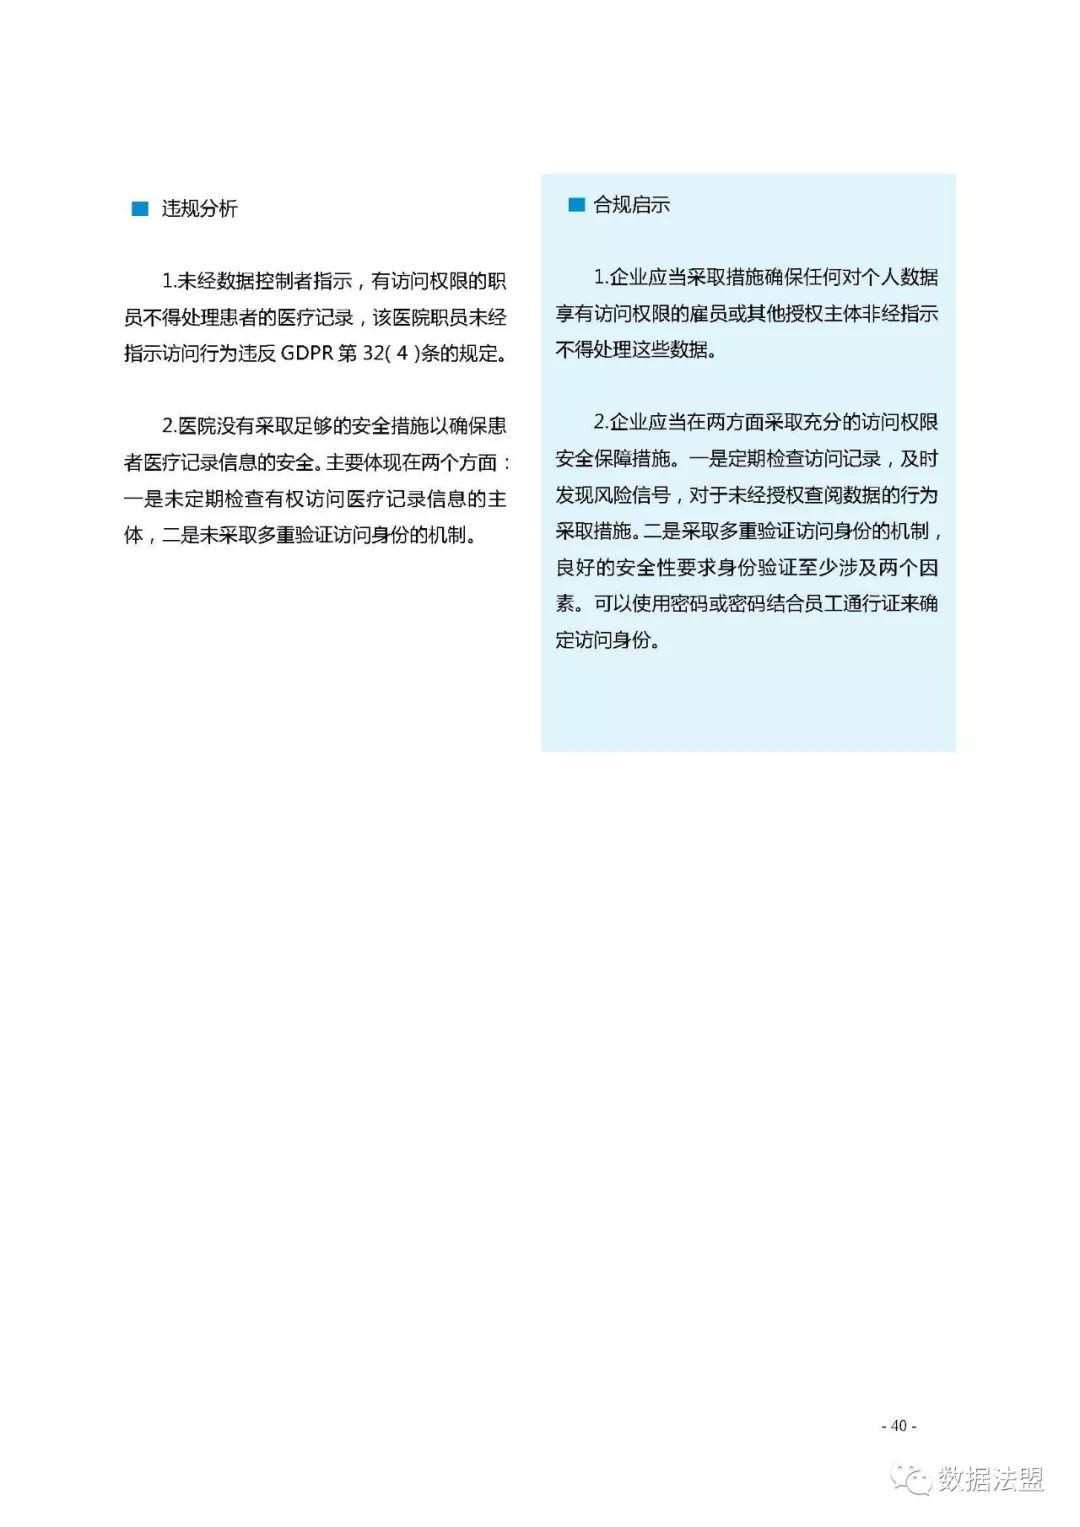 违规分析
1.未经数据控制者指示，有访问权限的职
员不得处理患者的医疗记录，该医院职员未经
指示访问行为违反 GDPR 第 32(4)条的规定。
2.医院没有采取足够的安全措施以确保患
者医疗记录信息的安全。主要体现在两个方面：
一是未定期检查有权访问医疗记录信息的主
体，二是未采取多重验证访问身份的机制。
合规启示
1.企业应当采取措施确保任何对个人数据
享有访问权限的雇员或其他授权主体非经指示
不得处理这些数据。
2.企业应当在两方面采取充分的访问权限
安全保障措施。一是定期检查访问记录，及时
发现风险信号，对于未经授权查阅数据的行为
采取措施。二是采取多重验证访问身份的机制，
良好的安全性要求身份验证至少涉及两个因
素。可以使用密码或密码结合员工通行证来确
定访问身份。
- 40 -
数据法盟